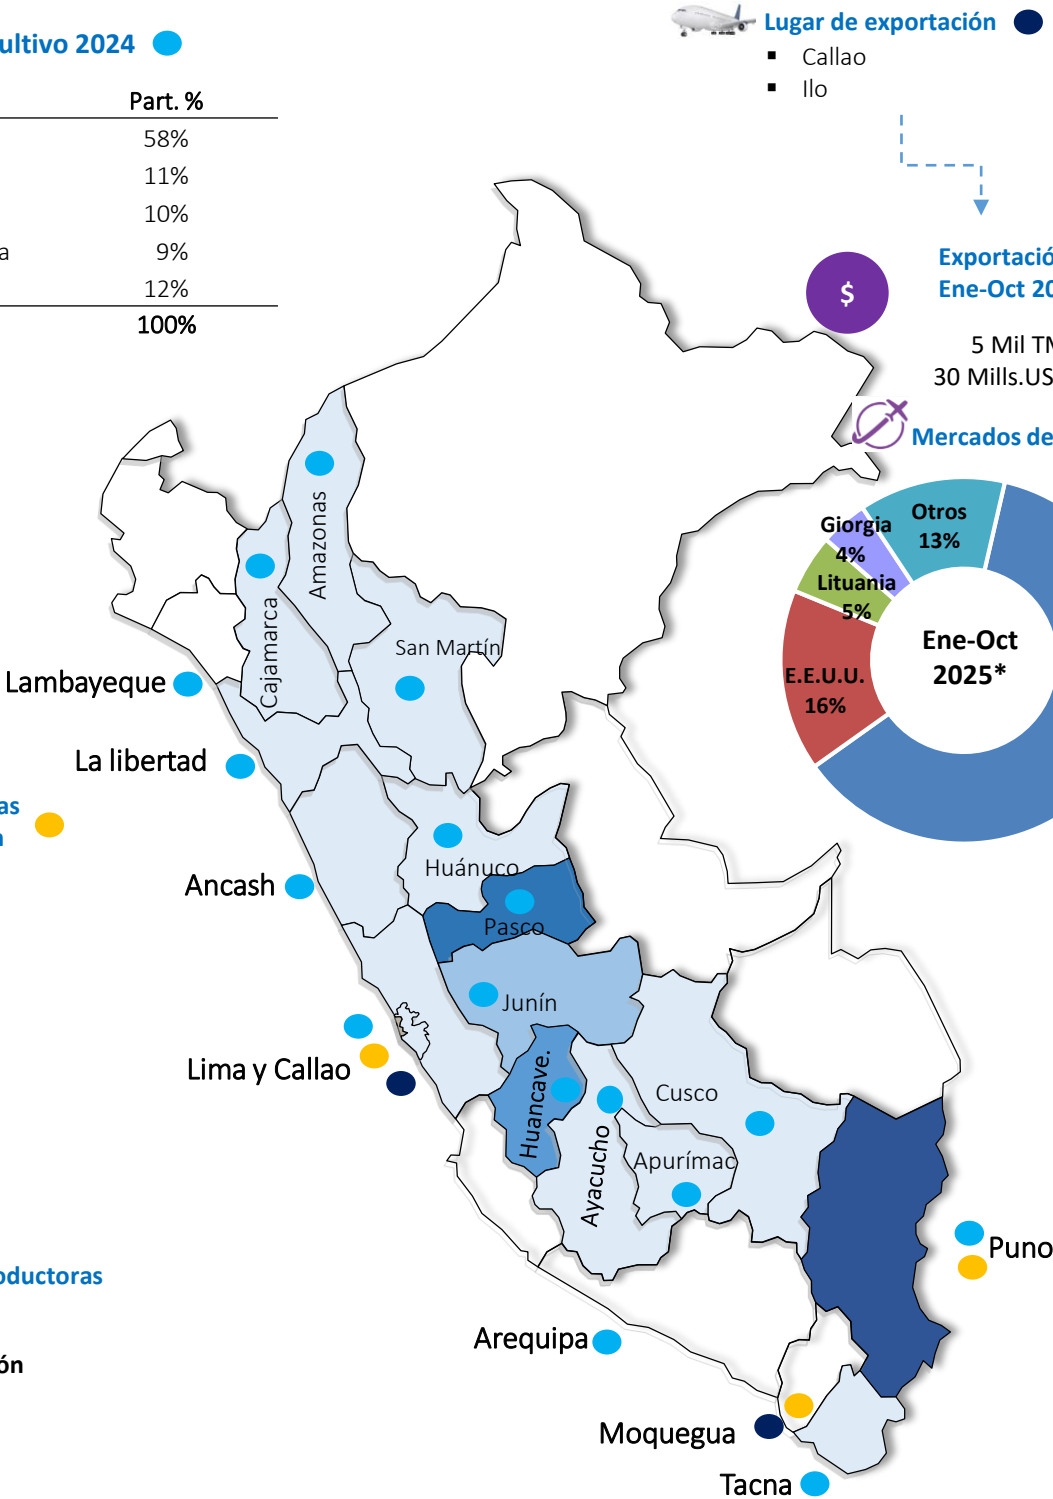 ultivo 2024
Part. %
58%
11%
10%
a 9%
12%
100%
Lugar de exportación
▪ Callao
▪ Ilo
$
Exportació
Ene-Oct 20
5 Mil TM
30 Mills.US
Mercados de
Giorgia
4%
Otros
13%
Lituania
5%
E.E.U.U.
16%
Ene-Oct
2025*
Amazonas
Cajamarca
San Martín
Lambayeque
La libertad
as
n
Ancash
Huánuco
Pasco
Junín
Lima y Callao
Huancave.
Ayacucho
Apurímac
Cusco
Puno
oductoras
ón
Arequipa
Moquegua
Tacna